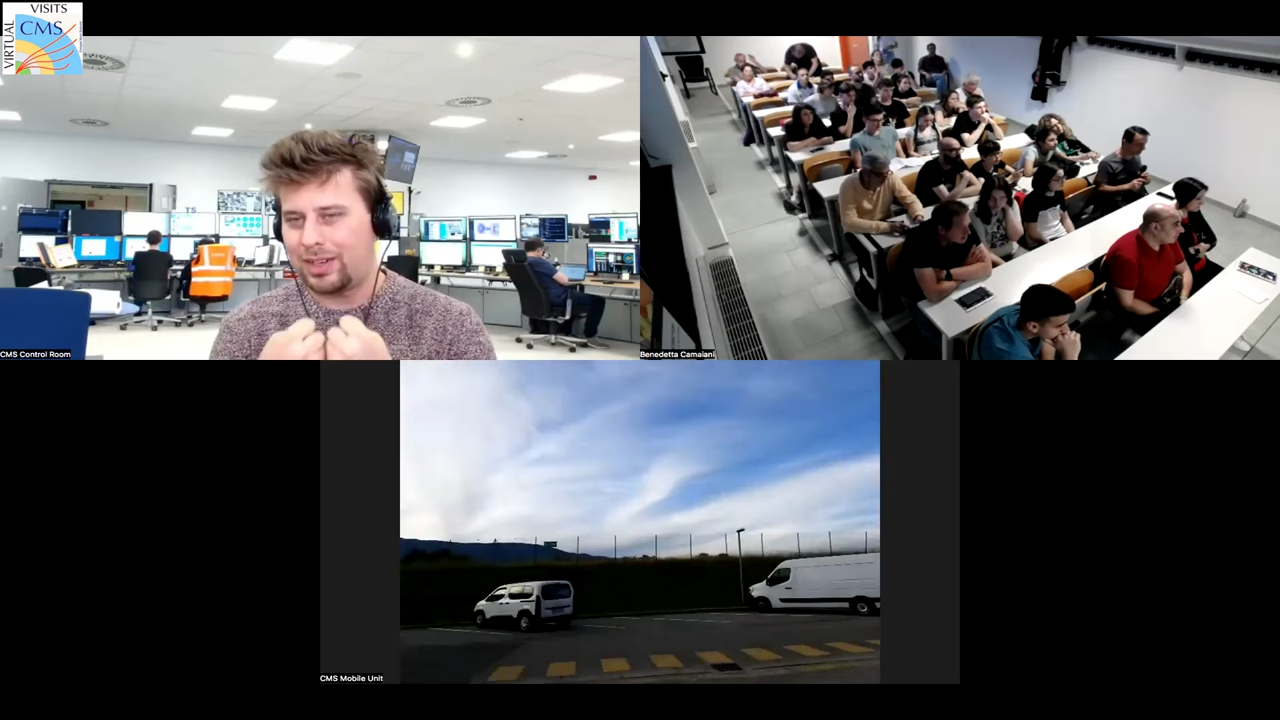 VISITS
VIRTUAL
CMS
CMS Control Room
Benedetta Camaiani
CMS Mobile Unit